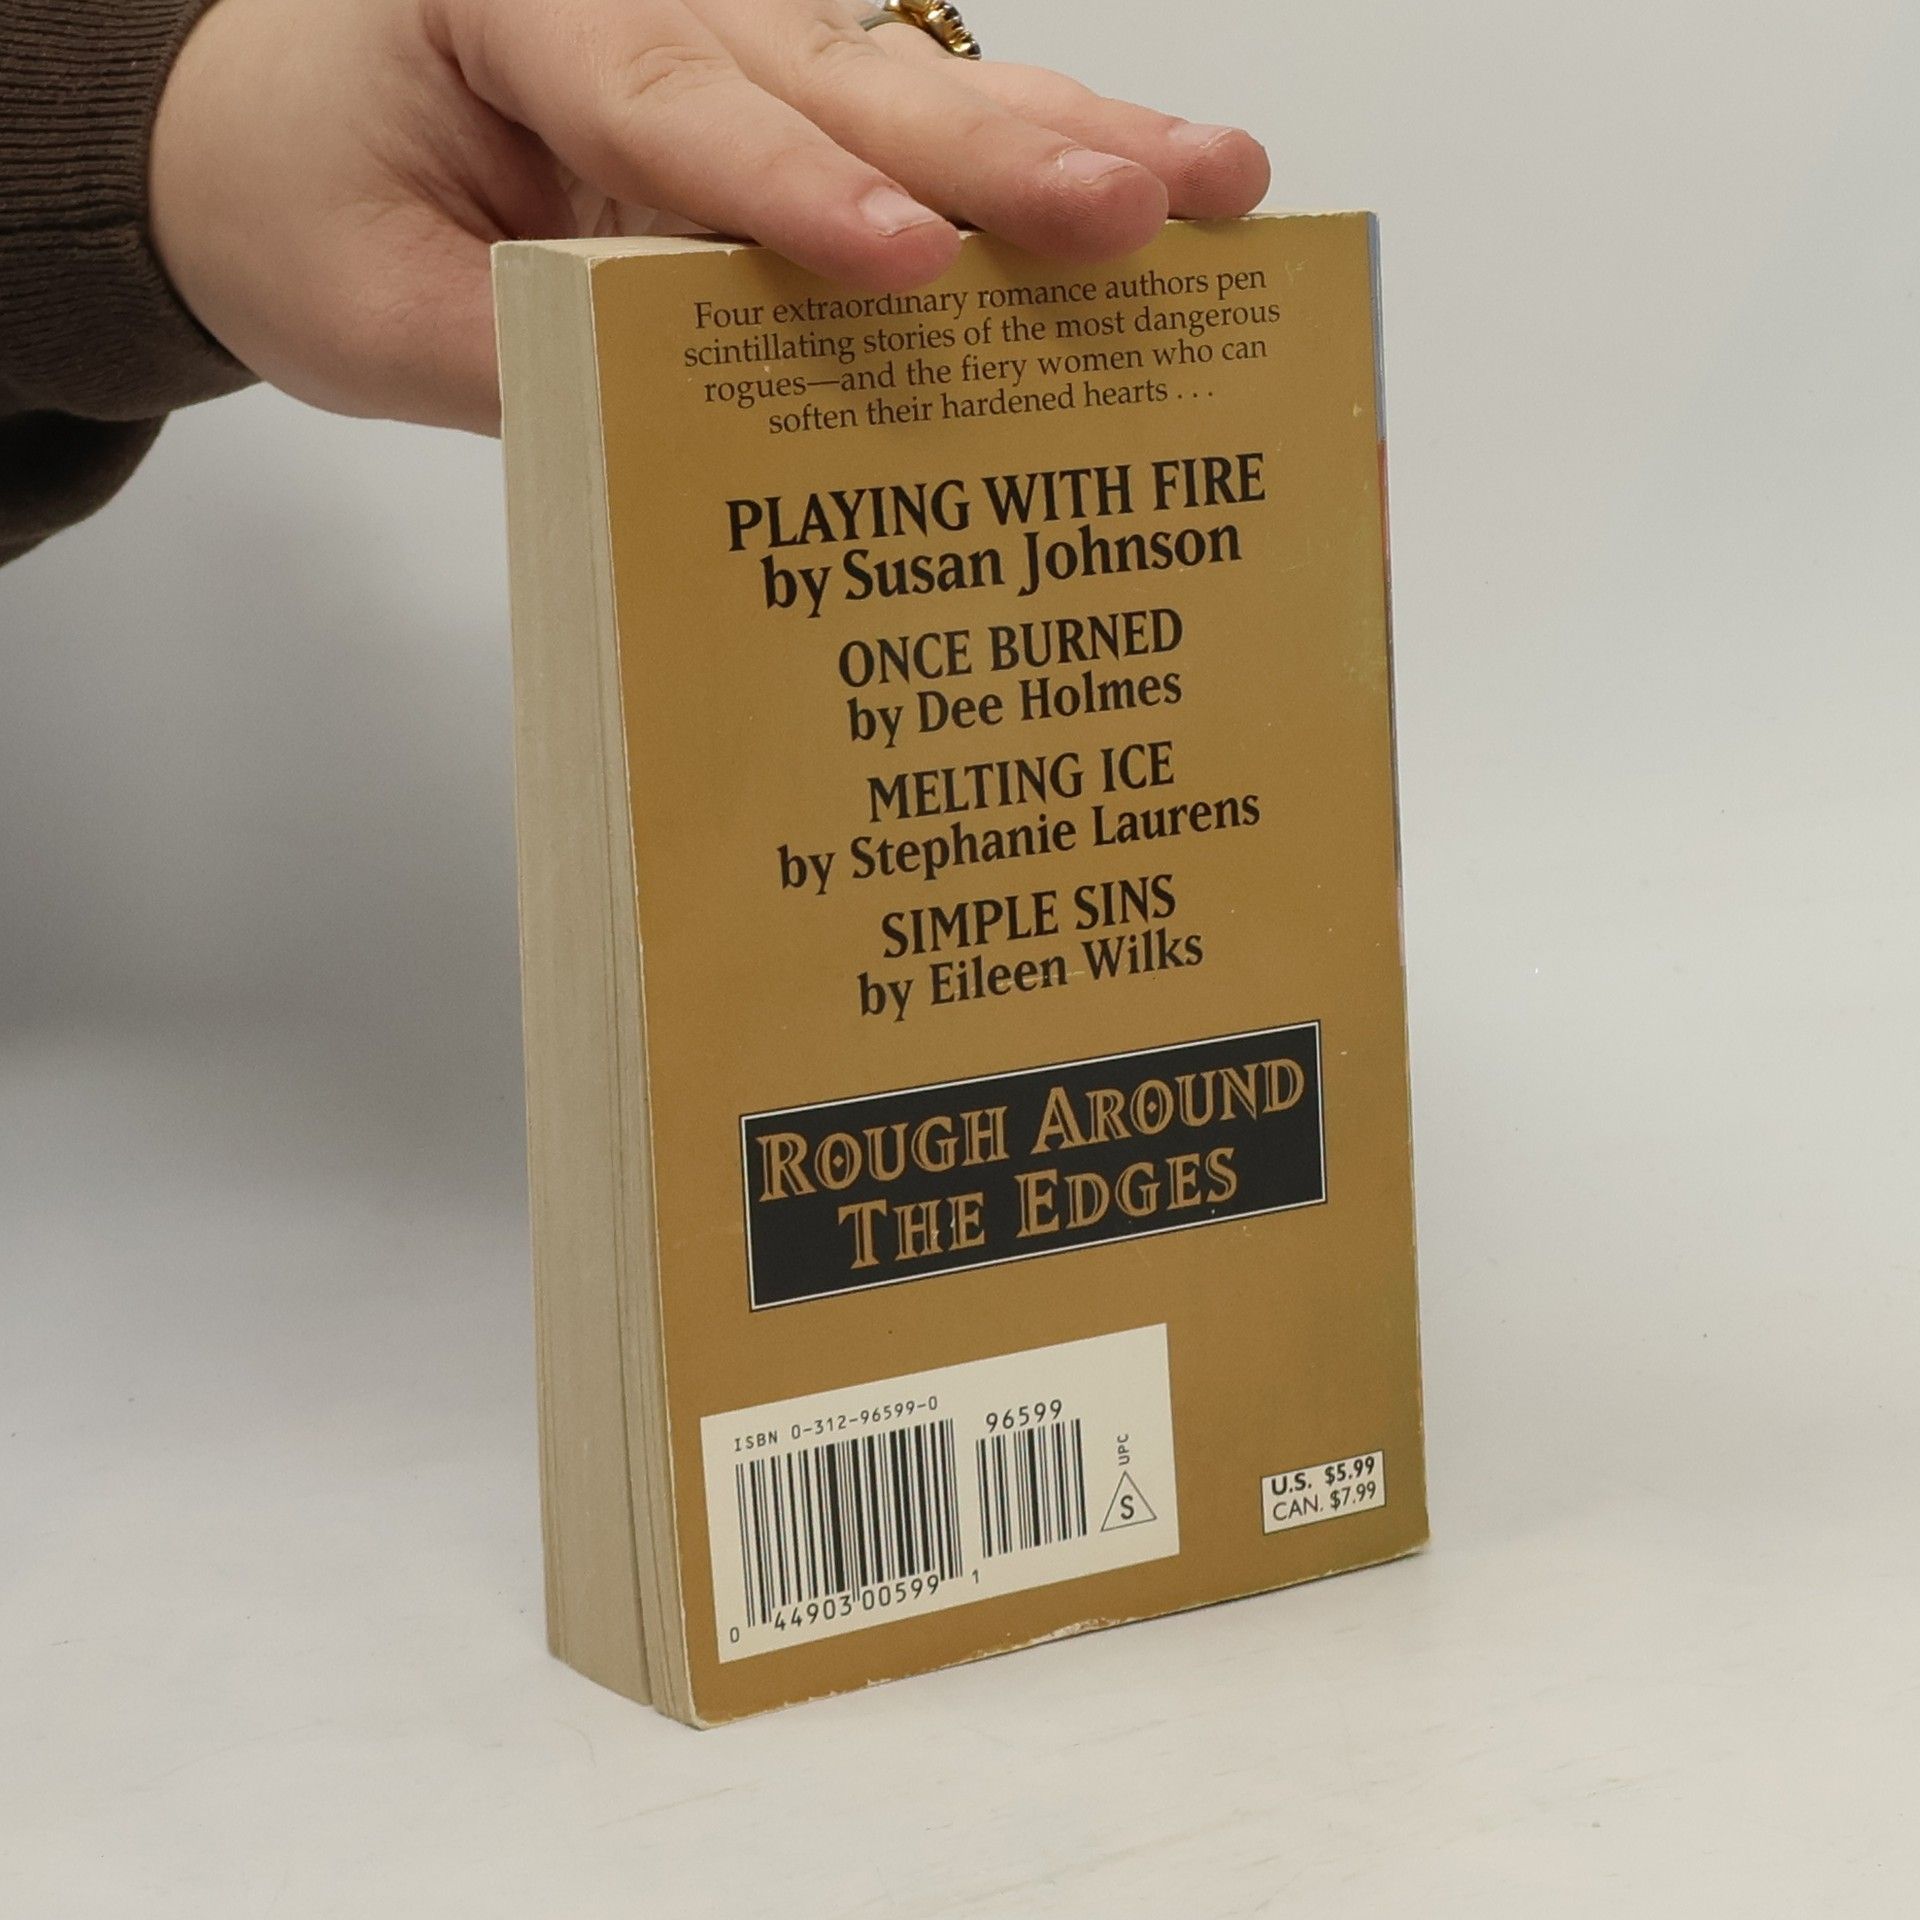 Four extraordinary romance authors pen
scintillating stories of the most dangerous
rogues—and the fiery women who can
soften their hardened hearts . . .
PLAYING WITH FIRE
by Susan Johnson
ONCE BURNED
by Dee Holmes
MELTING ICE
by Stephanie Laurens
SIMPLE SINS
by Eileen Wilks
ROUGH AROUND
THE EDGES
ISBN 0-312-96599-0
96599
UPC
S
0 44903 00599 1
U.S. $5.99
CAN. $7.99